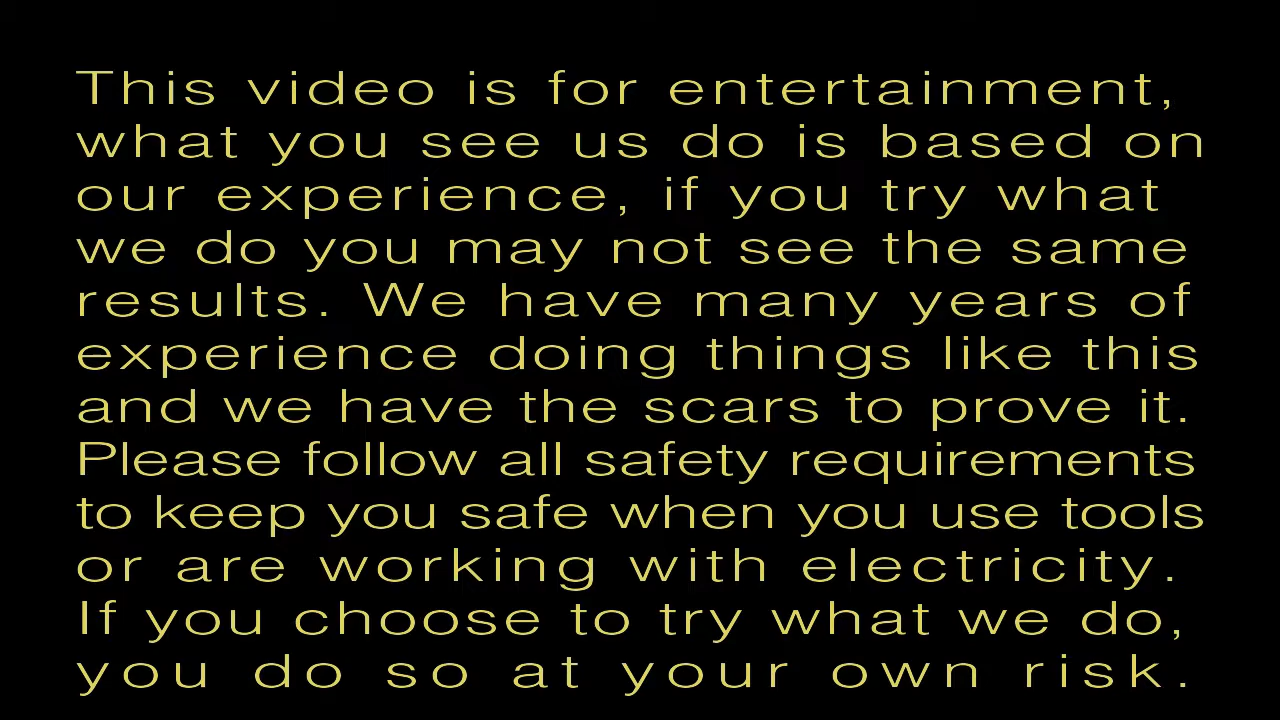 This video is for entertainment,
what you see us do is based on
our experience, if you try what
we do you may not see the same
results. We have many years of
experience doing things like this
and we have the scars to prove it.
Please follow all safety requirements
to keep you safe when you use tools
or are working with electricity.
If you choose to try what we do,
you do so at your own risk.